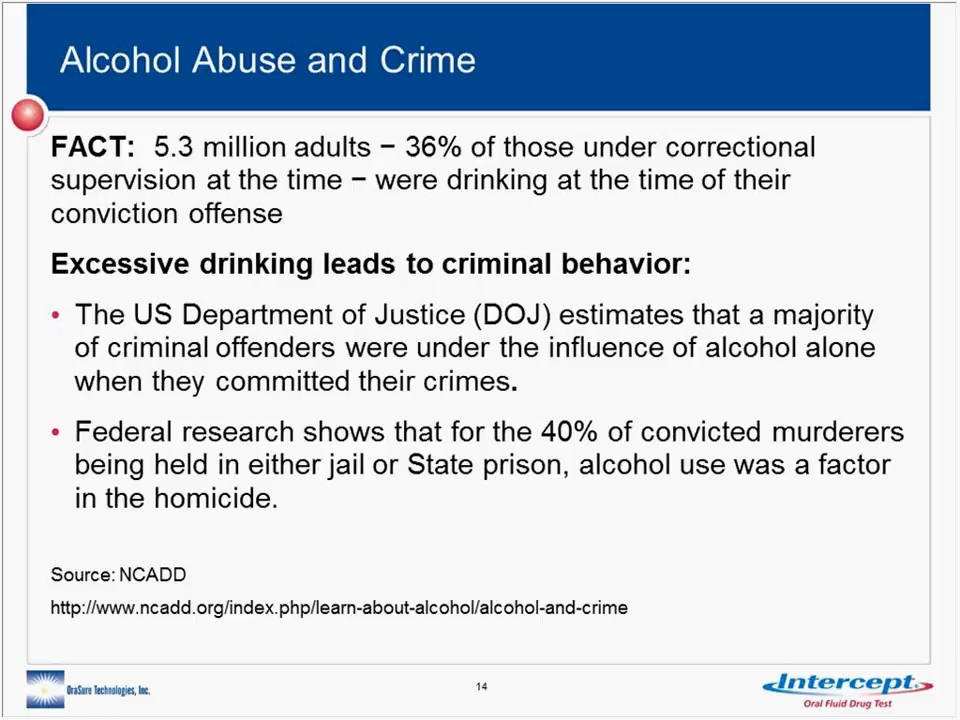 Alcohol Abuse and Crime
FACT:  5.3 million adults − 36% of those under correctional
supervision at the time − were drinking at the time of their
conviction offense
Excessive drinking leads to criminal behavior:
• The US Department of Justice (DOJ) estimates that a majority
of criminal offenders were under the influence of alcohol alone
when they committed their crimes.
• Federal research shows that for the 40% of convicted murderers
being held in either jail or State prison, alcohol use was a factor
in the homicide.
Source: NCADD
http://www.ncadd.org/index.php/learn-about-alcohol/alcohol-and-crime
OraSure Technologies, Inc.
14
Intercept®
Oral Fluid Drug Test